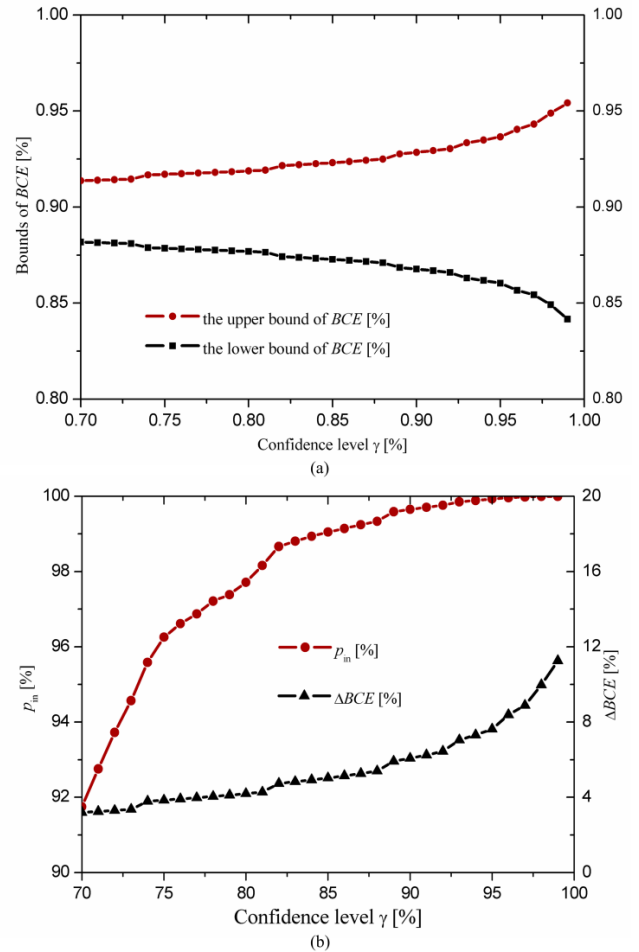 1.00
1.00
0.95
0.95
0.90
0.90
0.85
0.85
0.80
0.80
Bounds of BCE [%]
the upper bound of BCE [%]
the lower bound of BCE [%]
0.70 0.75 0.80 0.85 0.90 0.95 1.00
Confidence level γ [%]
(a)
100
20
98
16
96
12
94
8
92
4
90
0
p_in [%]
ΔBCE [%]
p_in [%]
ΔBCE [%]
70 75 80 85 90 95 100
Confidence level γ [%]
(b)